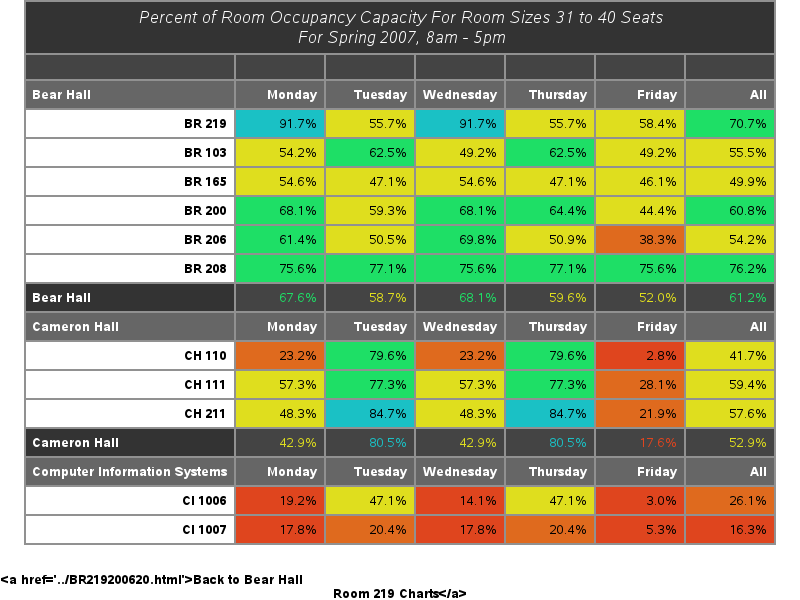 Percent of Room Occupancy Capacity For Room Sizes 31 to 40 Seats
For Spring 2007, 8am - 5pm
Bear Hall Monday Tuesday Wednesday Thursday Friday All
BR 219 91.7% 55.7% 91.7% 55.7% 58.4% 70.7%
BR 103 54.2% 62.5% 49.2% 62.5% 49.2% 55.5%
BR 165 54.6% 47.1% 54.6% 47.1% 46.1% 49.9%
BR 200 68.1% 59.3% 68.1% 64.4% 44.4% 60.8%
BR 206 61.4% 50.5% 69.8% 50.9% 38.3% 54.2%
BR 208 75.6% 77.1% 75.6% 77.1% 75.6% 76.2%
Bear Hall 67.6% 58.7% 68.1% 59.6% 52.0% 61.2%
Cameron Hall Monday Tuesday Wednesday Thursday Friday All
CH 110 23.2% 79.6% 23.2% 79.6% 2.8% 41.7%
CH 111 57.3% 77.3% 57.3% 77.3% 28.1% 59.4%
CH 211 48.3% 84.7% 48.3% 84.7% 21.9% 57.6%
Cameron Hall 42.9% 80.5% 42.9% 80.5% 17.6% 52.9%
Computer Information Systems Monday Tuesday Wednesday Thursday Friday All
CI 1006 19.2% 47.1% 14.1% 47.1% 3.0% 26.1%
CI 1007 17.8% 20.4% 17.8% 20.4% 5.3% 16.3%
<a href='../BR219200620.html'>Back to Bear Hall
Room 219 Charts</a>